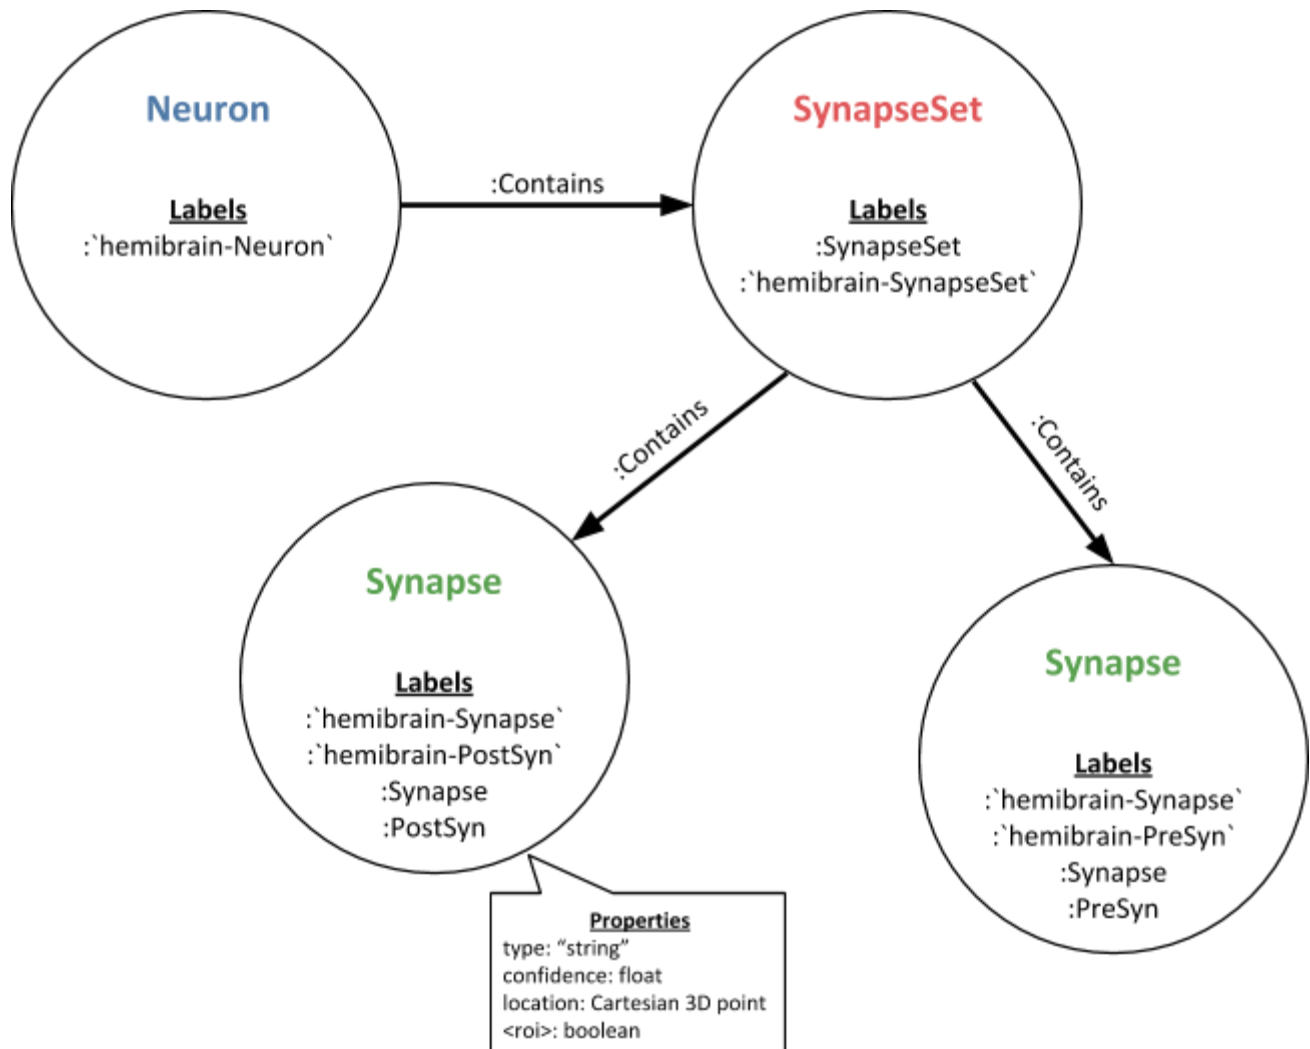 Neuron
Labels
:`hemibrain-Neuron`
:Contains
SynapseSet
Labels
:SynapseSet
:`hemibrain-SynapseSet`
:Contains
:Contains
Synapse
Labels
:`hemibrain-Synapse`
:`hemibrain-PostSyn`
:Synapse
:PostSyn
Properties
type: “string”
confidence: float
location: Cartesian 3D point
<roi>: boolean
Synapse
Labels
:`hemibrain-Synapse`
:`hemibrain-PreSyn`
:Synapse
:PreSyn